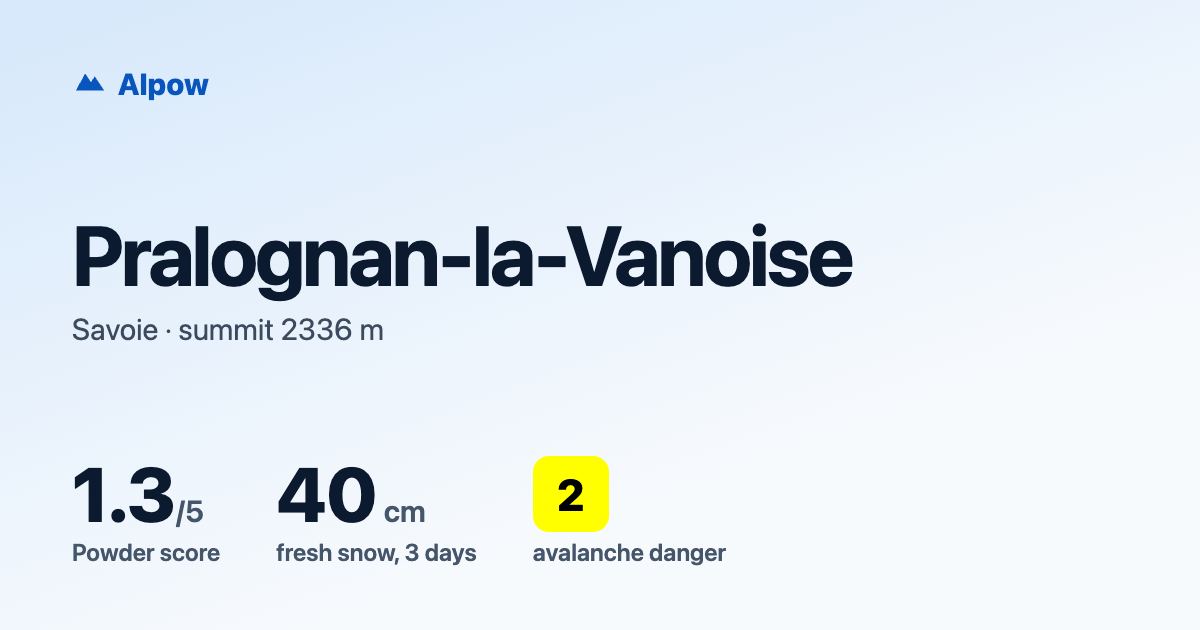 Alpow
Pralognan-la-Vanoise
Savoie · summit 2336 m
1.3/5
Powder score
40 cm
fresh snow, 3 days
2
avalanche danger